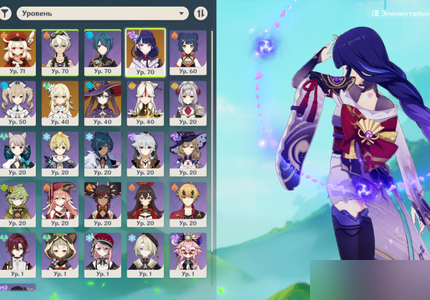 Уровень
Элементальн
Ур. 71 Ур. 70 Ур. 70 Ур. 70 Ур. 60
Ур. 50 Ур. 40 Ур. 40 Ур. 40 Ур. 20
Ур. 20 Ур. 20 Ур. 20 Ур. 20 Ур. 20
Ур. 20 Ур. 20 Ур. 20 Ур. 20 Ур. 20
Ур. 1 Ур. 1 Ур. 1 Ур. 1 Ур. 1